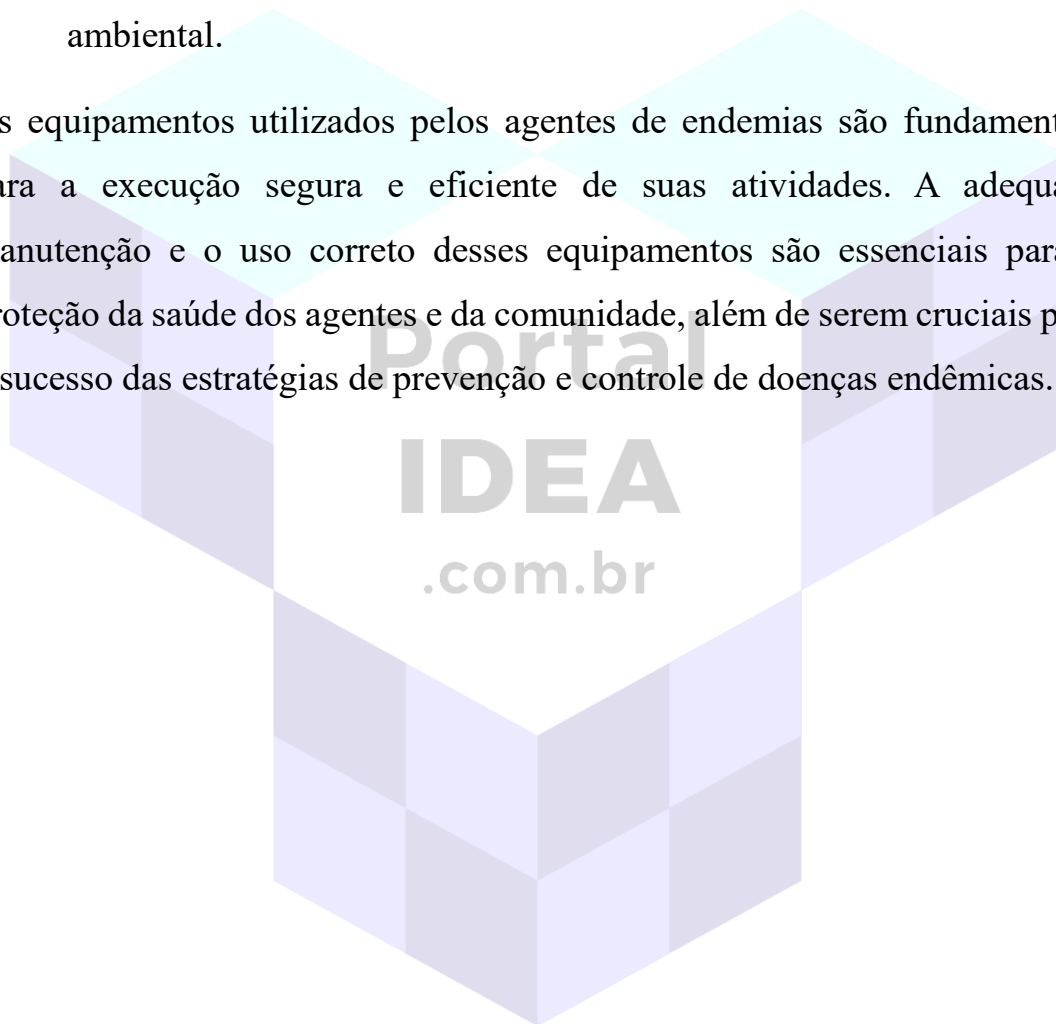 ambiental.
s equipamentos utilizados pelos agentes de endemias são fundament
ara a execução segura e eficiente de suas atividades. A adequa
anutenção e o uso correto desses equipamentos são essenciais para
roteção da saúde dos agentes e da comunidade, além de serem cruciais p
sucesso das estratégias de prevenção e controle de doenças endêmicas.
Portal
IDEA
.com.br